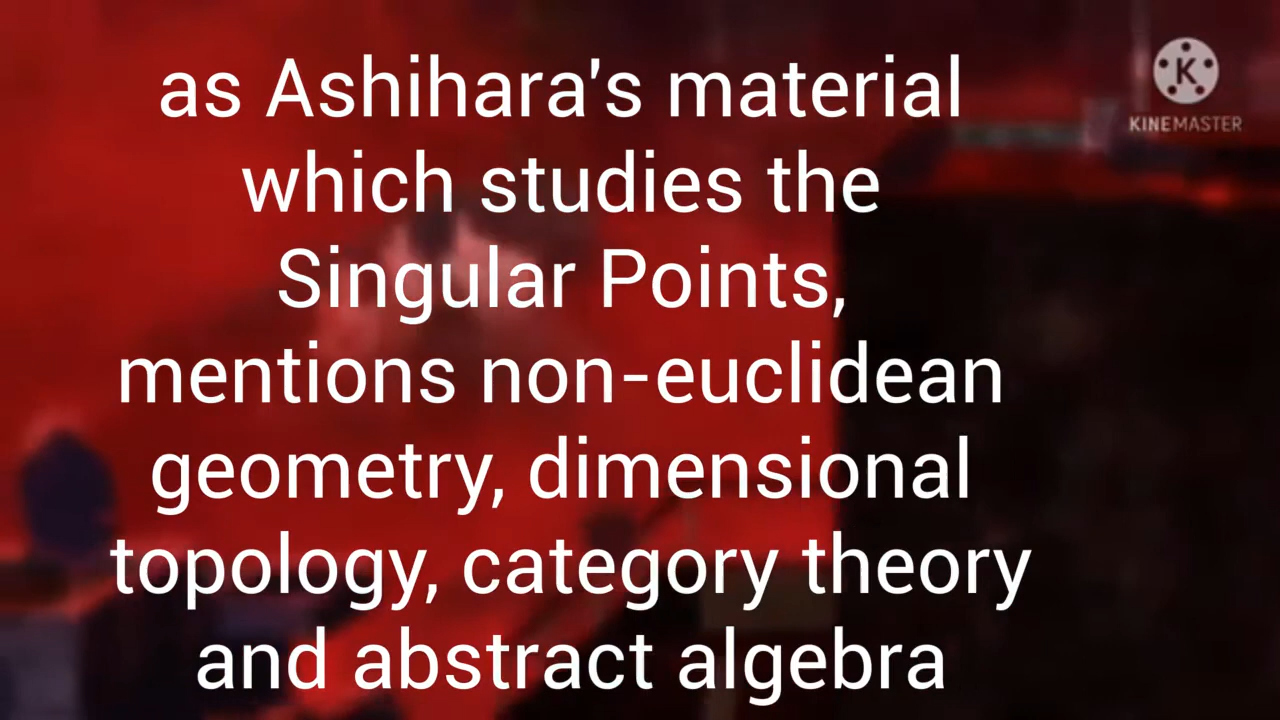 as Ashihara's material
which studies the
Singular Points,
mentions non-euclidean
geometry, dimensional
topology, category theory
and abstract algebra
K
KINEMASTER